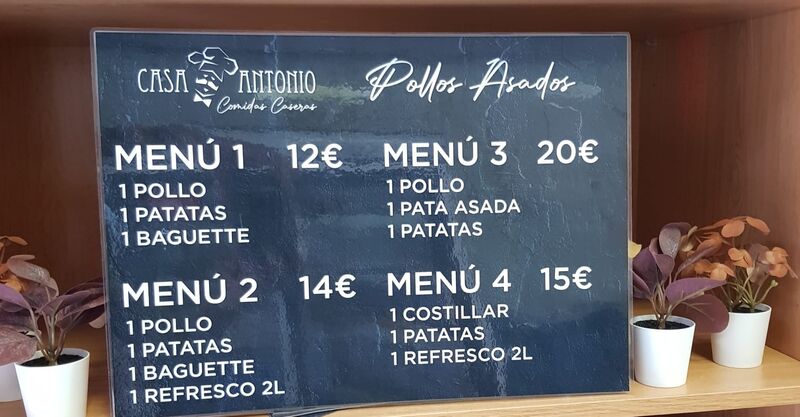 CASA ANTONIO
Comidas Caseras
Pollos Asados
MENÚ 1 12€
1 POLLO
1 PATATAS
1 BAGUETTE
MENÚ 2 14€
1 POLLO
1 PATATAS
1 BAGUETTE
1 REFRESCO 2L
MENÚ 3 20€
1 POLLO
1 PATA ASADA
1 PATATAS
MENÚ 4 15€
1 COSTILLAR
1 PATATAS
1 REFRESCO 2L